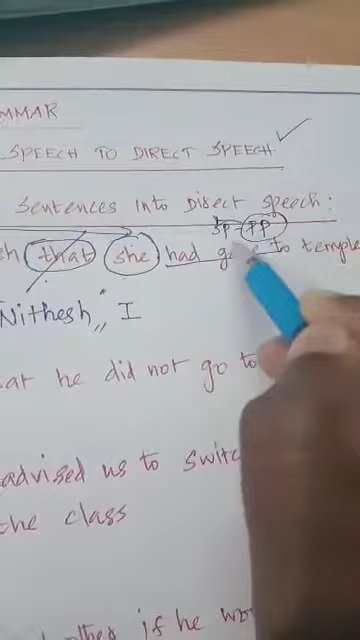 MMAR
SPEECH TO DIRECT SPEECH
Sentences into Direct speech:
SP-PP
that she had to temple
Nithesh,, " I
at he did not go to
advised us to switc
the class
if he wo